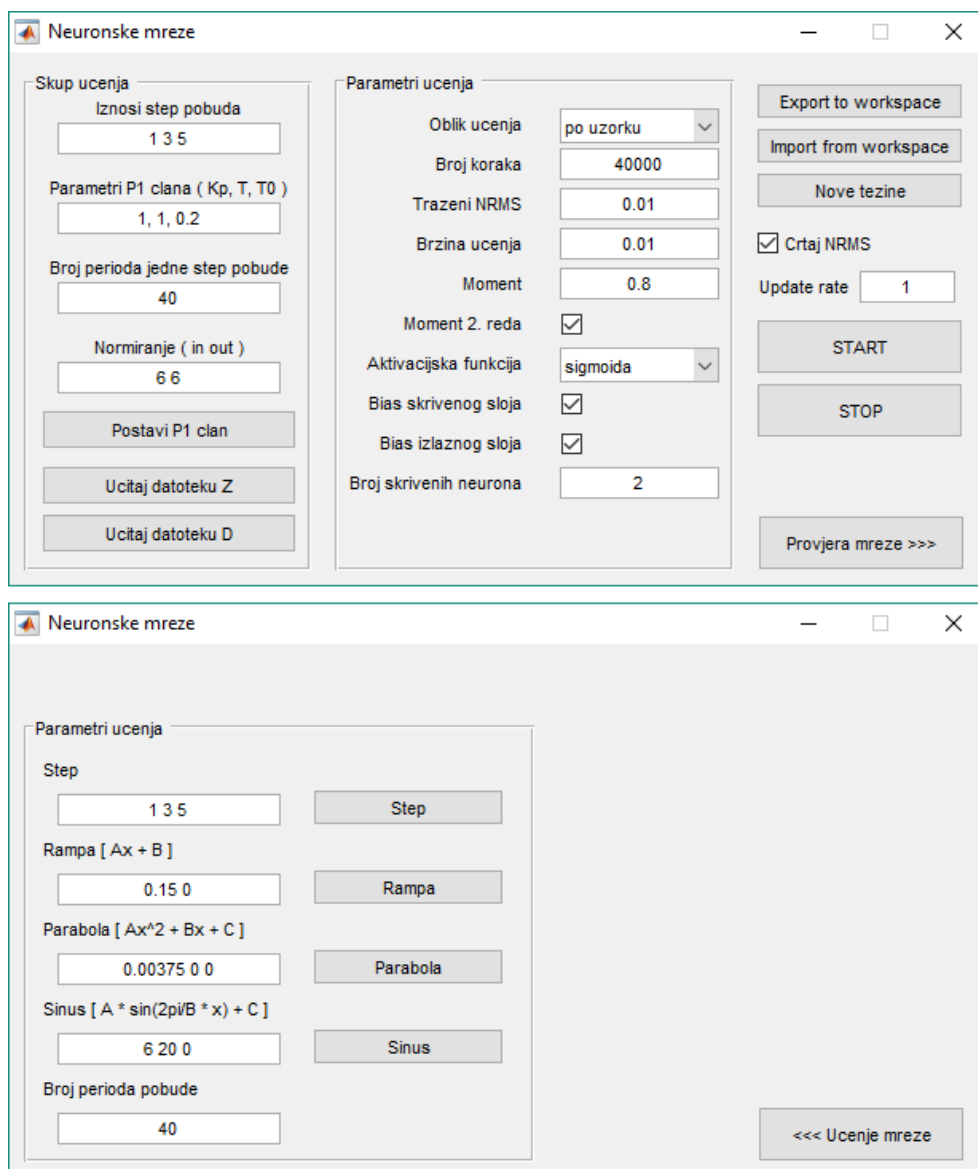 Neuronske mreze
Skup ucenja
Iznosi step pobuda
1 3 5
Parametri P1 clana ( Kp, T, T0 )
1, 1, 0.2
Broj perioda jedne step pobude
40
Normiranje ( in out )
6 6
Postavi P1 clan
Ucitaj datoteku Z
Ucitaj datoteku D
Parametri ucenja
Oblik ucenja po uzorku
Broj koraka 40000
Trazeni NRMS 0.01
Brzina ucenja 0.01
Moment 0.8
Moment 2. reda
Aktivacijska funkcija sigmoida
Bias skrivenog sloja
Bias izlaznog sloja
Broj skrivenih neurona 2
Export to workspace
Import from workspace
Nove tezine
Crtaj NRMS
Update rate 1
START
STOP
Provjera mreze >>>
Neuronske mreze
Parametri ucenja
Step
1 3 5 Step
Rampa [ Ax + B ]
0.15 0 Rampa
Parabola [ Ax^2 + Bx + C ]
0.00375 0 0 Parabola
Sinus [ A * sin(2pi/B * x) + C ]
6 20 0 Sinus
Broj perioda pobude
40
<<< Ucenje mreze